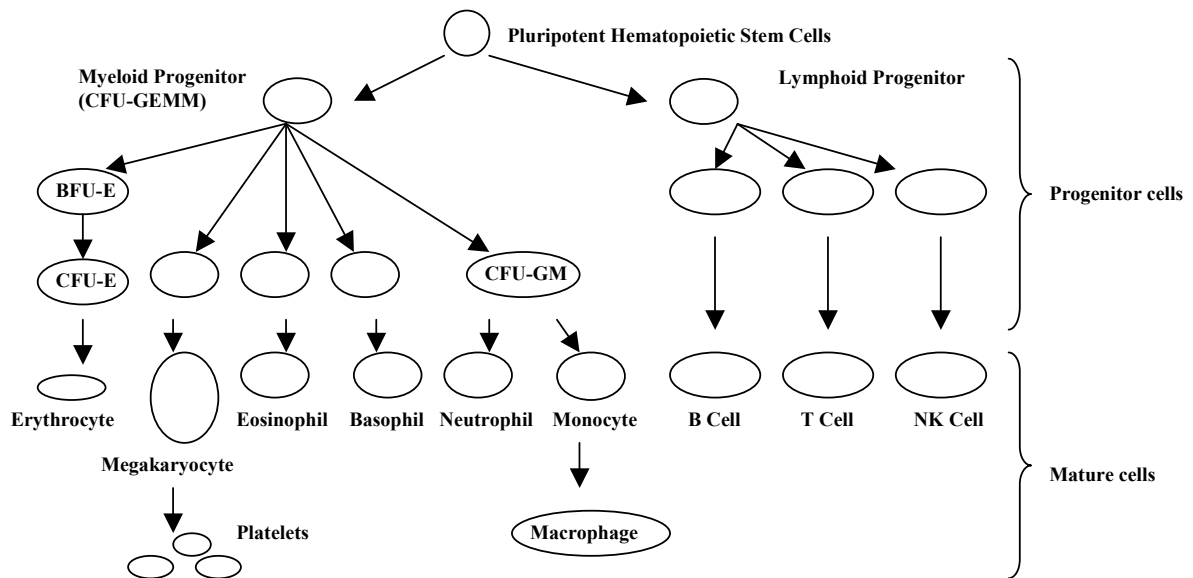 Pluripotent Hematopoietic Stem Cells
Myeloid Progenitor
(CFU-GEMM)
Lymphoid Progenitor
BFU-E
Progenitor cells
CFU-E
CFU-GM
Erythrocyte
Eosinophil
Basophil
Neutrophil
Monocyte
B Cell
T Cell
NK Cell
Megakaryocyte
Mature cells
Platelets
Macrophage